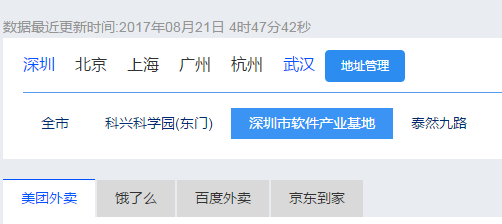 数据最近更新时间:2017年08月21日 4时47分42秒
深圳 北京 上海 广州 杭州 武汉 地址管理
全市 科兴科学园(东门) 深圳市软件产业基地 泰然九路
美团外卖 饿了么 百度外卖 京东到家